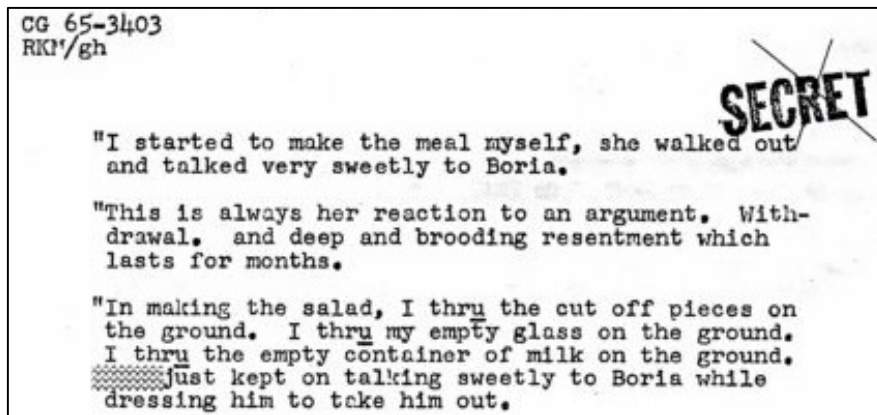 CG 65-3403
RKM/gh
SECRET
"I started to make the meal myself, she walked out
and talked very sweetly to Boria.
"This is always her reaction to an argument. With-
drawal. and deep and brooding resentment which
lasts for months.
"In making the salad, I thru the cut off pieces on
the ground. I thru my empty glass on the ground.
I thru the empty container of milk on the ground.
just kept on talking sweetly to Boria while
dressing him to take him out.